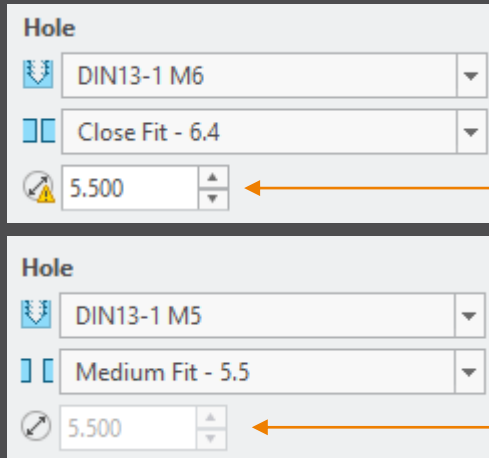 Hole
DIN13-1 M6
Close Fit - 6.4
5.500
Hole
DIN13-1 M5
Medium Fit - 5.5
5.500